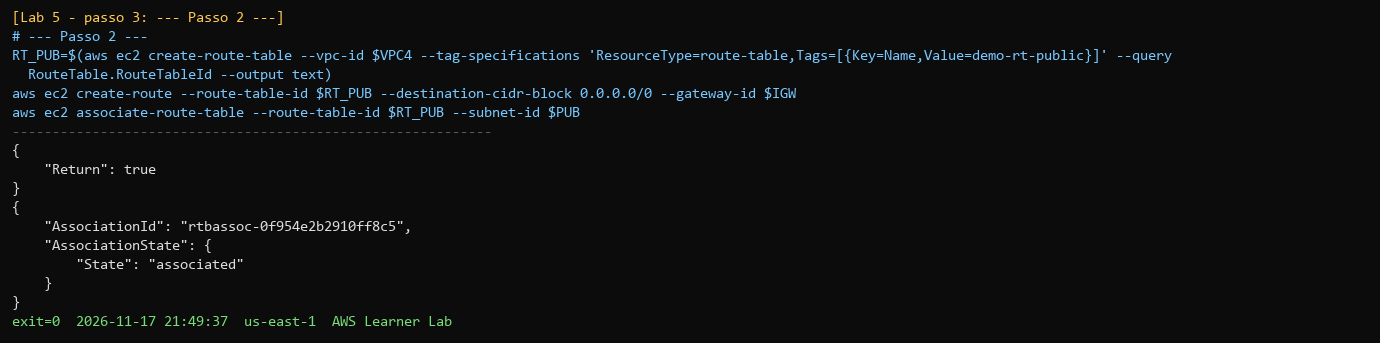 [Lab 5 - passo 3: --- Passo 2 ---]
# --- Passo 2 ---
RT_PUB=$(aws ec2 create-route-table --vpc-id $VPC4 --tag-specifications 'ResourceType=route-table,Tags=[{Key=Name,Value=demo-rt-public}]' --query
  RouteTable.RouteTableId --output text)
aws ec2 create-route --route-table-id $RT_PUB --destination-cidr-block 0.0.0.0/0 --gateway-id $IGW
aws ec2 associate-route-table --route-table-id $RT_PUB --subnet-id $PUB
------------------------------------------------------------
{
    "Return": true
}
{
    "AssociationId": "rtbassoc-0f954e2b2910ff8c5",
    "AssociationState": {
        "State": "associated"
    }
}
exit=0  2026-11-17 21:49:37  us-east-1  AWS Learner Lab